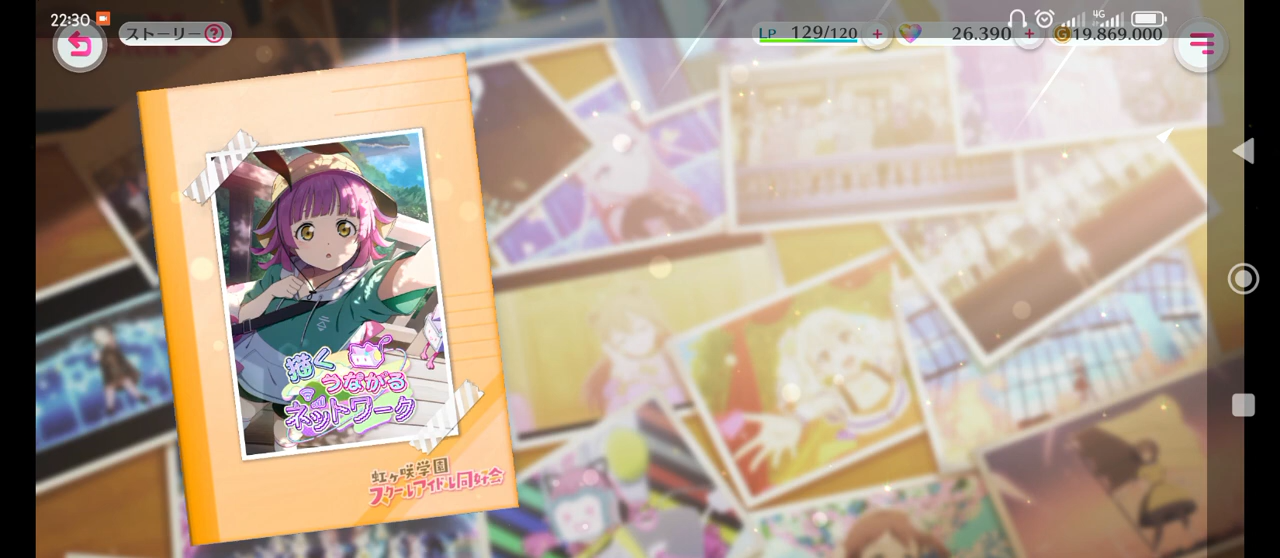 22:30
4G
ストーリー ?
LP 129/120 +
26.390 +
G 19.869.000
描く
つながる
ネットワーク
虹ヶ咲学園
スクールアイドル同好会